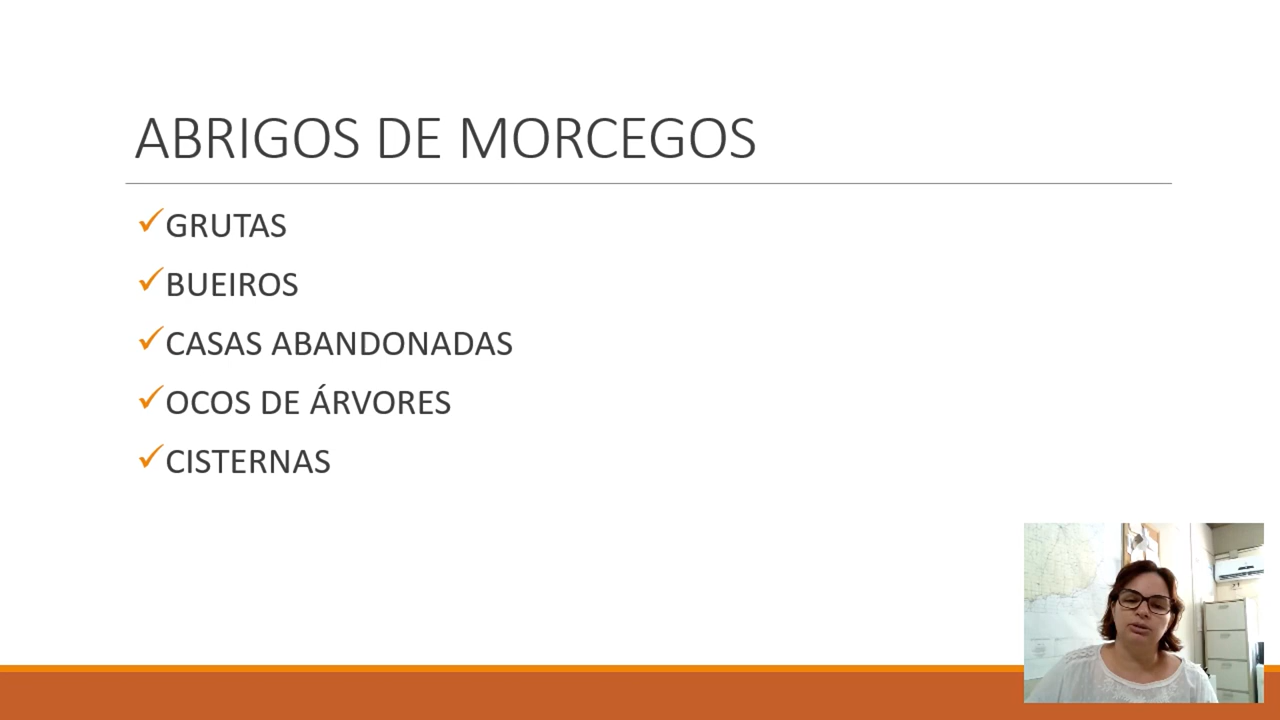 ABRIGOS DE MORCEGOS
GRUTAS
BUEIROS
CASAS ABANDONADAS
OCOS DE ÁRVORES
CISTERNAS